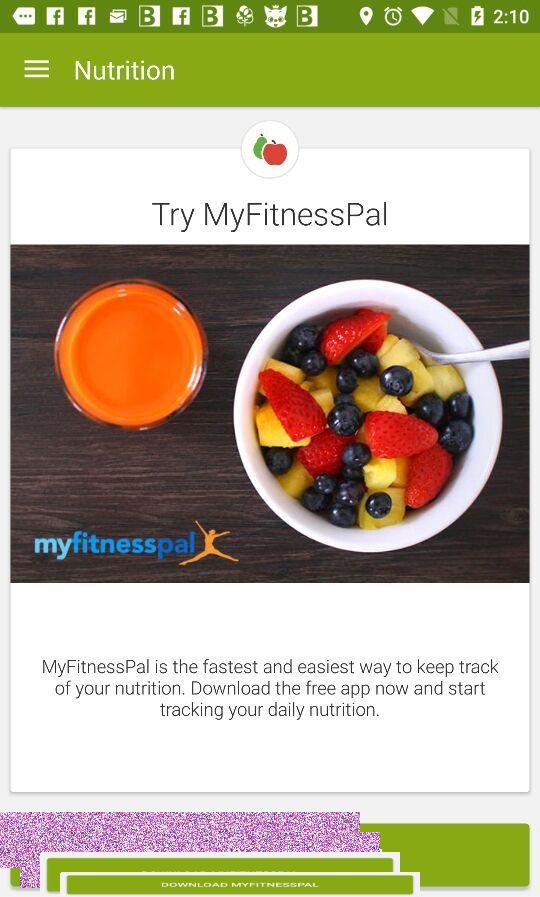 2:10
Nutrition
Try MyFitnessPal
myfitnesspal
MyFitnessPal is the fastest and easiest way to keep track
of your nutrition. Download the free app now and start
tracking your daily nutrition.
DOWNLOAD MYFITNESSPAL